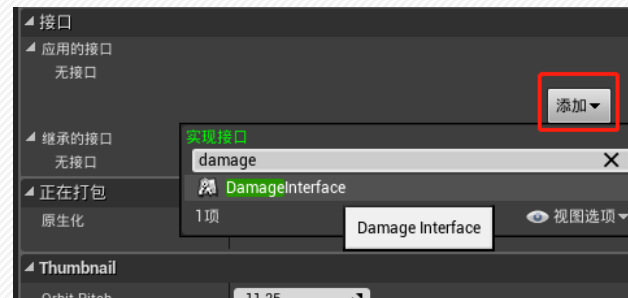 接口
应用的接口
无接口
添加
继承的接口
实现接口
damage
无接口
DamageInterface
正在打包
1项
视图选项
原生化
Damage Interface
Thumbnail